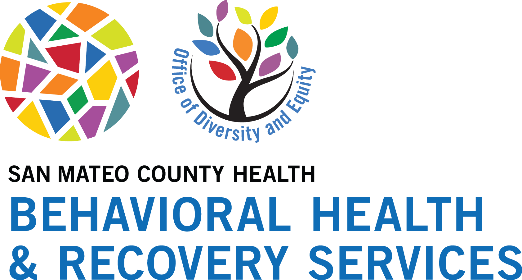 Office of Diversity and Equity
SAN MATEO COUNTY HEALTH
BEHAVIORAL HEALTH
& RECOVERY SERVICES